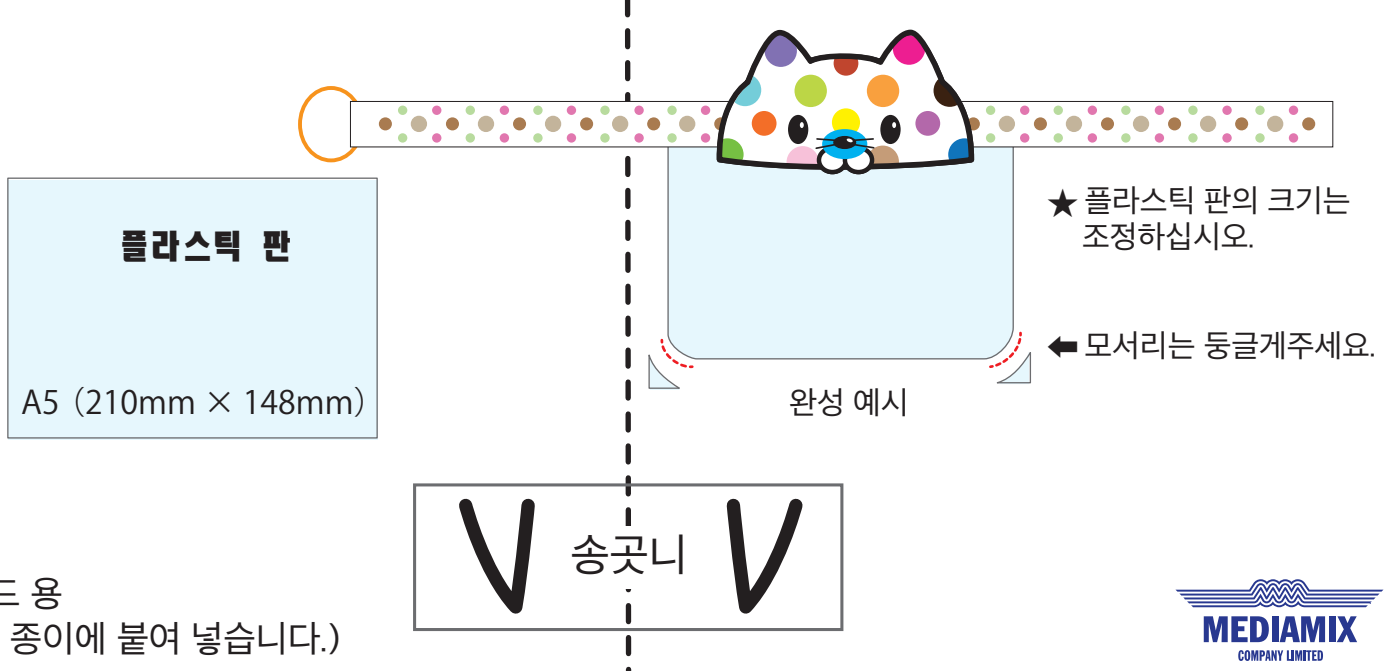 ★ 플라스틱 판의 크기는
조정하십시오.
플라스틱 판
A5（210mm × 148mm）
⬅ 모서리는 둥글게주세요.
완성 예시
송곳니
드 용
종이에 붙여 넣습니다.)
MEDIAMIX
COMPANY LIMITED